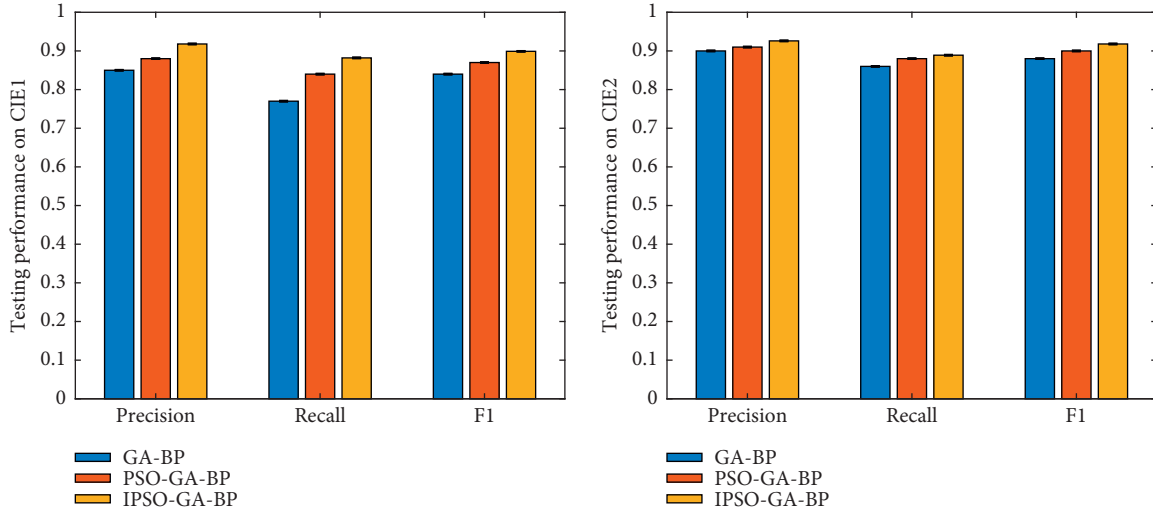 Testing performance on CIE1
1
0.9
0.8
0.7
0.6
0.5
0.4
0.3
0.2
0.1
0
Precision Recall F1
GA-BP
PSO-GA-BP
IPSO-GA-BP
Testing performance on CIE2
1
0.9
0.8
0.7
0.6
0.5
0.4
0.3
0.2
0.1
0
Precision Recall F1
GA-BP
PSO-GA-BP
IPSO-GA-BP